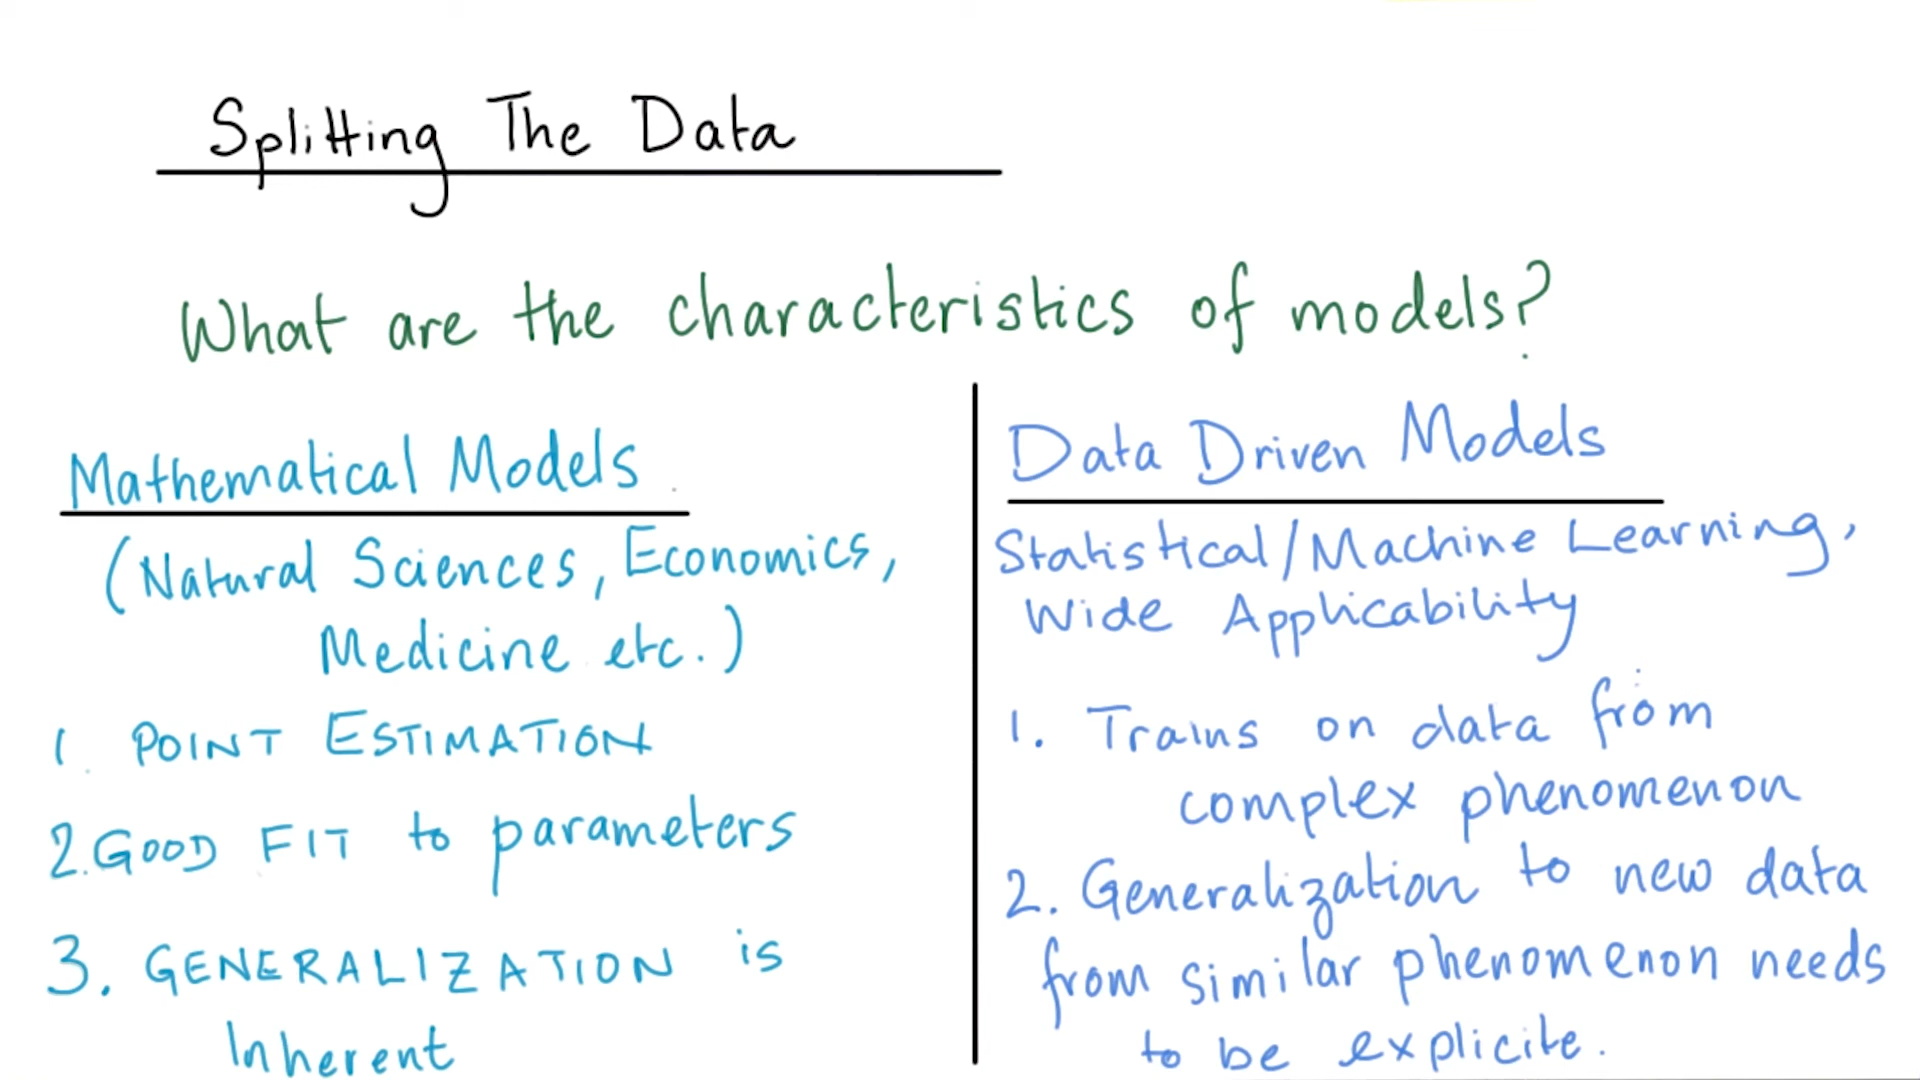 Splitting The Data
What are the characteristics of models?
Mathematical Models
(Natural Sciences, Economics,
Medicine etc.)
1. POINT ESTIMATION
2. GOOD FIT to parameters
3. GENERALIZATION is
Inherent
Data Driven Models
Statistical/Machine Learning,
Wide Applicability
1. Trains on data from
complex phenomenon
2. Generalization to new data
from similar phenomenon needs
to be explicite.